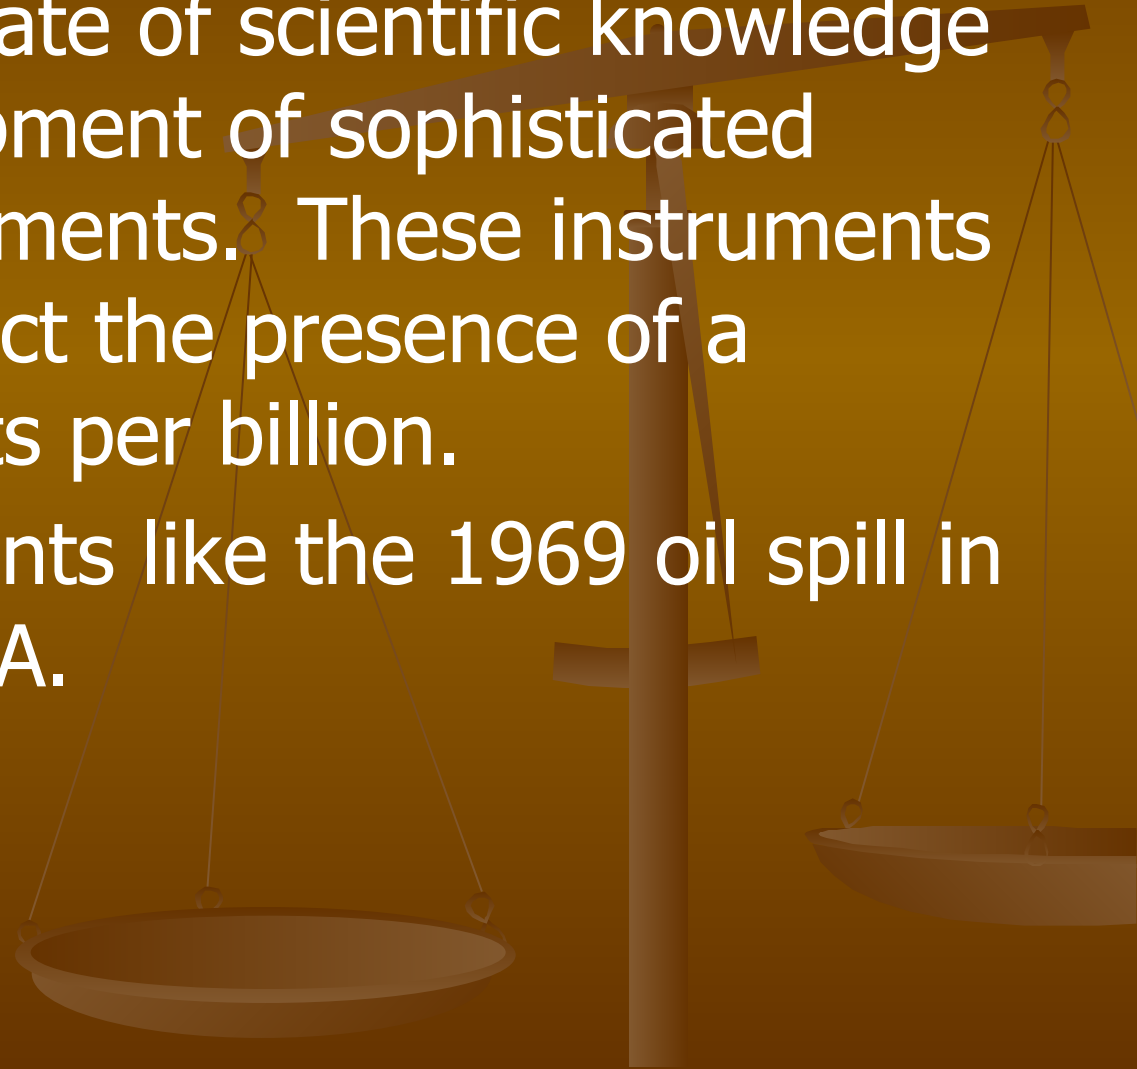 ate of scientific knowledge
pment of sophisticated
ments.  These instruments
ct the presence of a
ts per billion.
nts like the 1969 oil spill in
A.